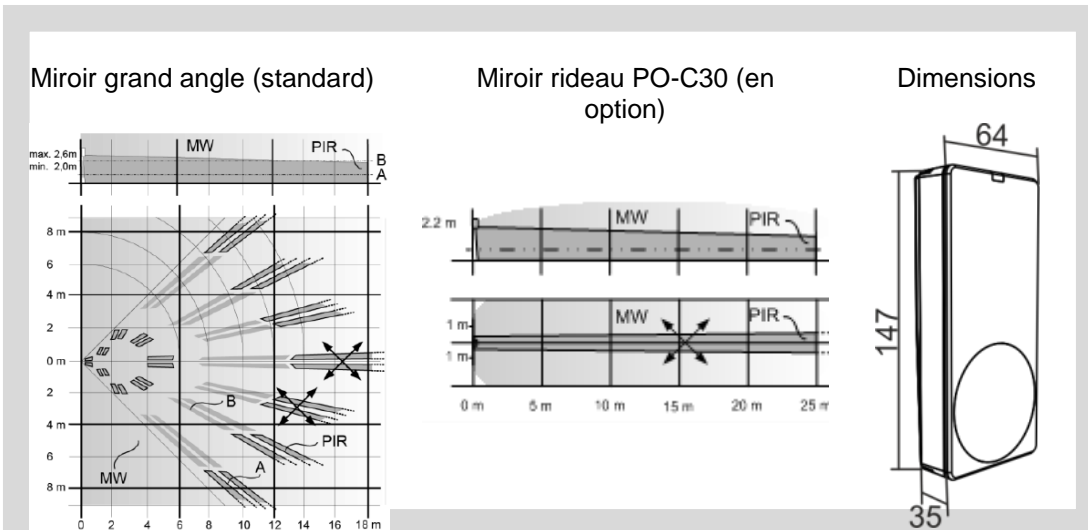 Miroir grand angle (standard)
MW
PIR
max. 2,6m
min. 2,0m
B
A
8 m
6
4 m
2
0 m
2
4 m
6
8 m
B
PIR
A
MW
0 2 4 6 8 10 12 14 16 18 m
Miroir rideau PO-C30 (en
option)
2.2 m
MW
PIR
1 m
1 m
MW
PIR
0 m 5 m 10 m 15 m 20 m 25 m
Dimensions
64
147
35